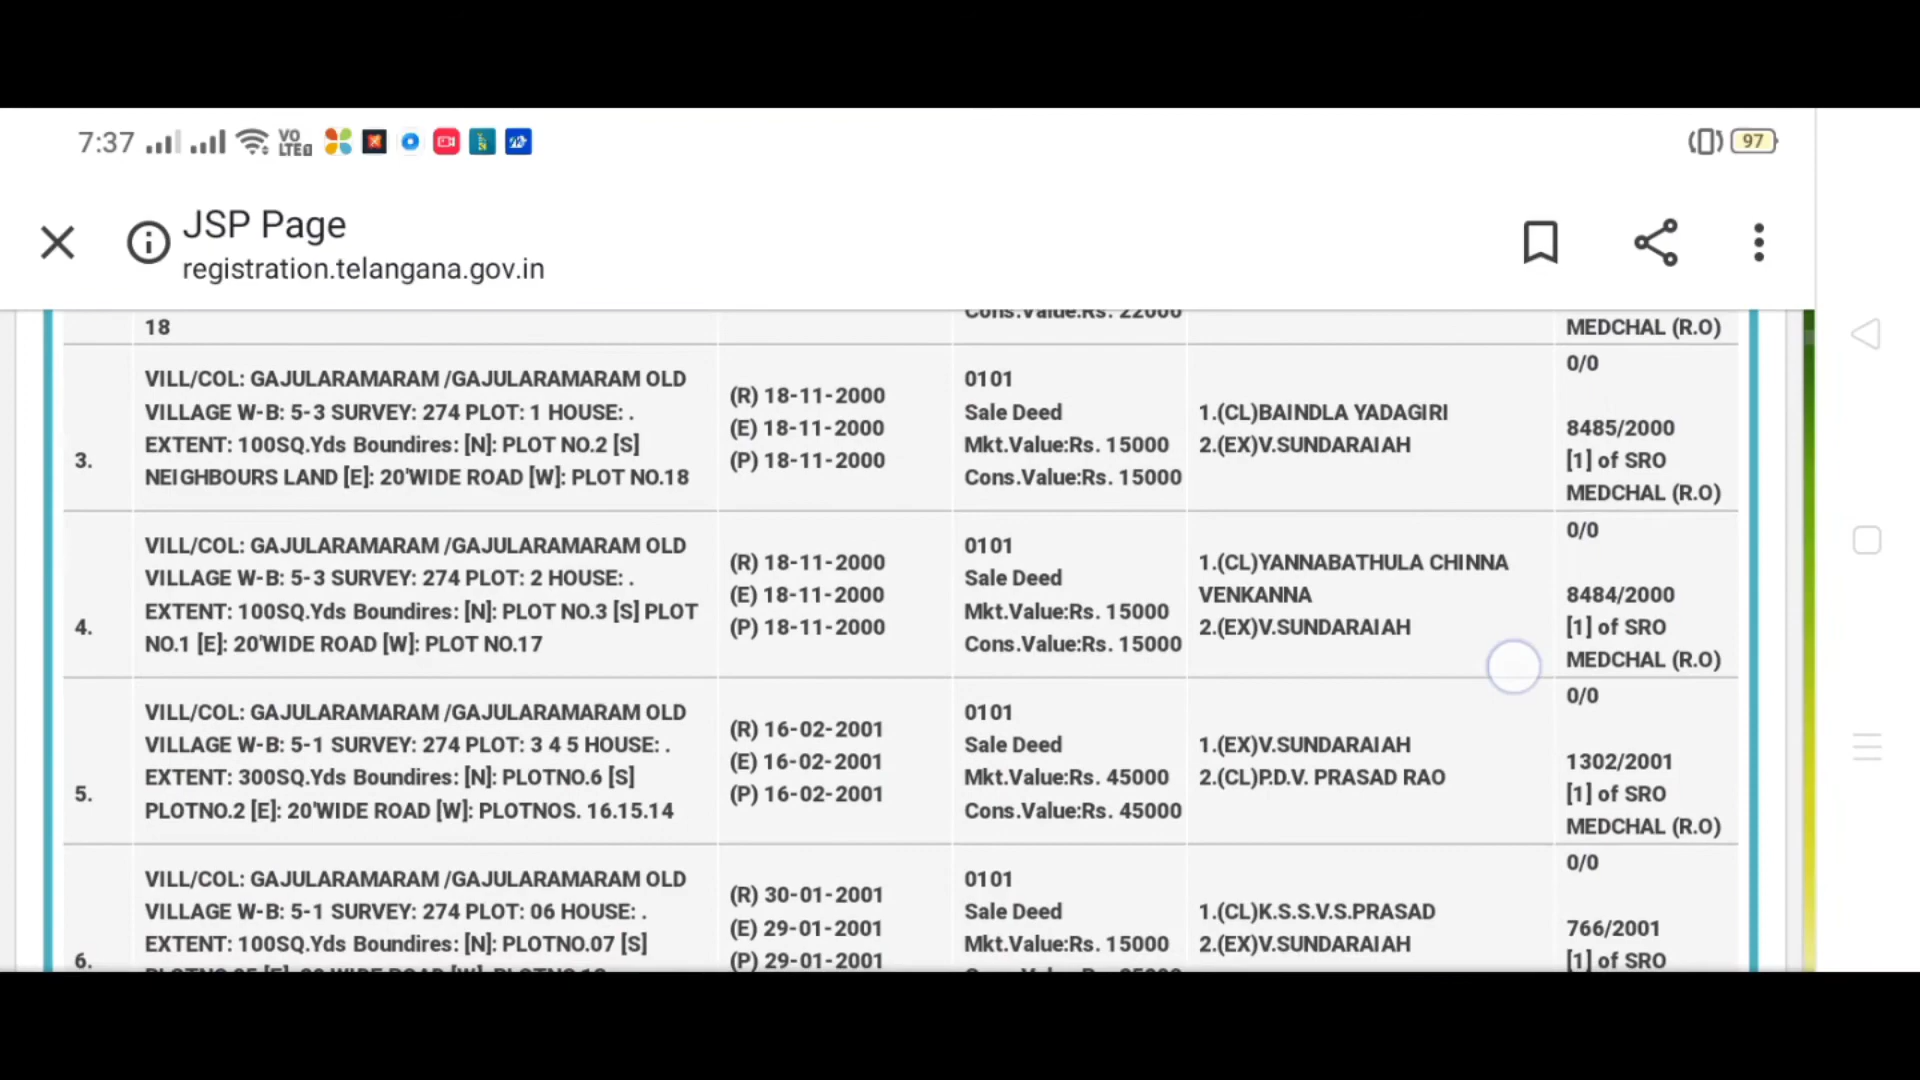 7:37
VO
LTE
97
JSP Page
registration.telangana.gov.in
18
Cons.Value:Rs. 22000
MEDCHAL (R.O)
3.
VILL/COL: GAJULARAMARAM /GAJULARAMARAM OLD
VILLAGE W-B: 5-3 SURVEY: 274 PLOT: 1 HOUSE: .
EXTENT: 100SQ.Yds Boundires: [N]: PLOT NO.2 [S]
NEIGHBOURS LAND [E]: 20'WIDE ROAD [W]: PLOT NO.18
(R) 18-11-2000
(E) 18-11-2000
(P) 18-11-2000
0101
Sale Deed
Mkt.Value:Rs. 15000
Cons.Value:Rs. 15000
1.(CL)BAINDLA YADAGIRI
2.(EX)V.SUNDARAIAH
0/0
8485/2000
[1] of SRO
MEDCHAL (R.O)
4.
VILL/COL: GAJULARAMARAM /GAJULARAMARAM OLD
VILLAGE W-B: 5-3 SURVEY: 274 PLOT: 2 HOUSE: .
EXTENT: 100SQ.Yds Boundires: [N]: PLOT NO.3 [S] PLOT
NO.1 [E]: 20'WIDE ROAD [W]: PLOT NO.17
(R) 18-11-2000
(E) 18-11-2000
(P) 18-11-2000
0101
Sale Deed
Mkt.Value:Rs. 15000
Cons.Value:Rs. 15000
1.(CL)YANNABATHULA CHINNA
VENKANNA
2.(EX)V.SUNDARAIAH
0/0
8484/2000
[1] of SRO
MEDCHAL (R.O)
5.
VILL/COL: GAJULARAMARAM /GAJULARAMARAM OLD
VILLAGE W-B: 5-1 SURVEY: 274 PLOT: 3 4 5 HOUSE: .
EXTENT: 300SQ.Yds Boundires: [N]: PLOTNO.6 [S]
PLOTNO.2 [E]: 20'WIDE ROAD [W]: PLOTNOS. 16.15.14
(R) 16-02-2001
(E) 16-02-2001
(P) 16-02-2001
0101
Sale Deed
Mkt.Value:Rs. 45000
Cons.Value:Rs. 45000
1.(EX)V.SUNDARAIAH
2.(CL)P.D.V. PRASAD RAO
0/0
1302/2001
[1] of SRO
MEDCHAL (R.O)
6.
VILL/COL: GAJULARAMARAM /GAJULARAMARAM OLD
VILLAGE W-B: 5-1 SURVEY: 274 PLOT: 06 HOUSE: .
EXTENT: 100SQ.Yds Boundires: [N]: PLOTNO.07 [S]
(R) 30-01-2001
(E) 29-01-2001
(P) 29-01-2001
0101
Sale Deed
Mkt.Value:Rs. 15000
1.(CL)K.S.S.V.S.PRASAD
2.(EX)V.SUNDARAIAH
0/0
766/2001
[1] of SRO